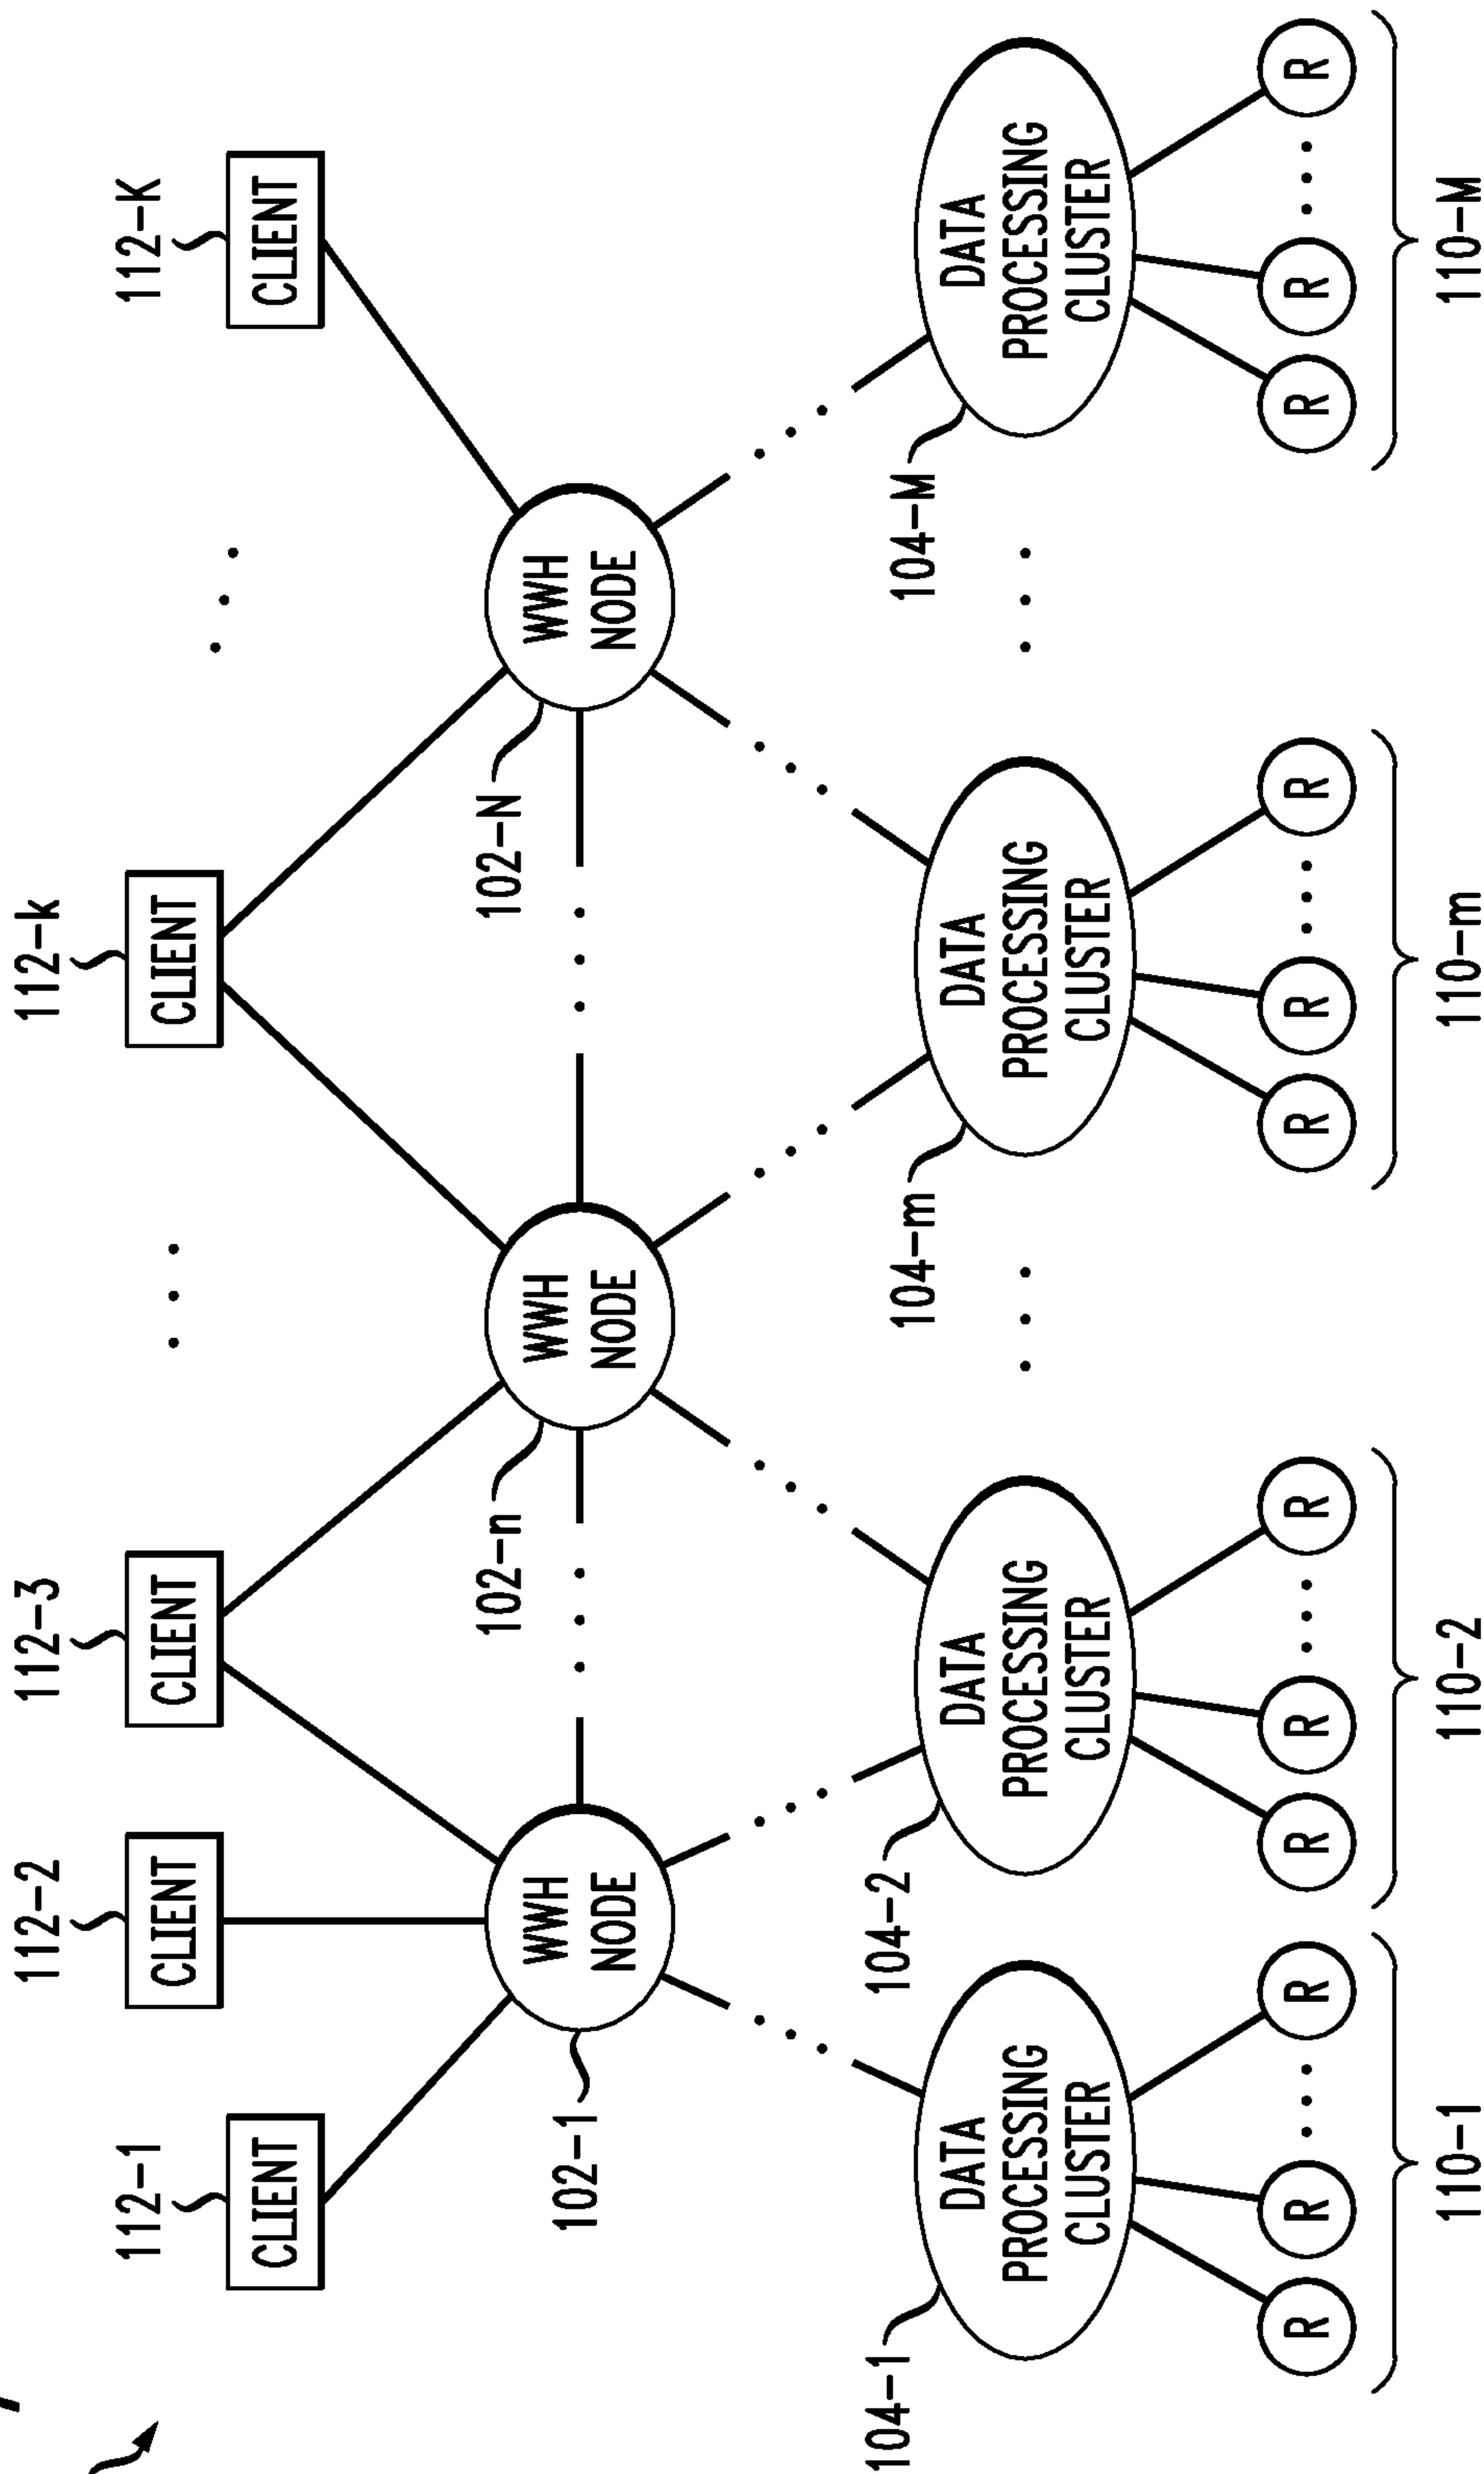 112-1
112-2
112-3
112-k
112-K
CLIENT
CLIENT
CLIENT
CLIENT
CLIENT
102-1
WWH
NODE
102-n
WWH
NODE
102-N
WWH
NODE
104-1
DATA
PROCESSING
CLUSTER
104-2
DATA
PROCESSING
CLUSTER
104-m
DATA
PROCESSING
CLUSTER
104-M
DATA
PROCESSING
CLUSTER
R
R
R
R
R
R
R
R
R
R
R
R
110-1
110-2
110-m
110-M